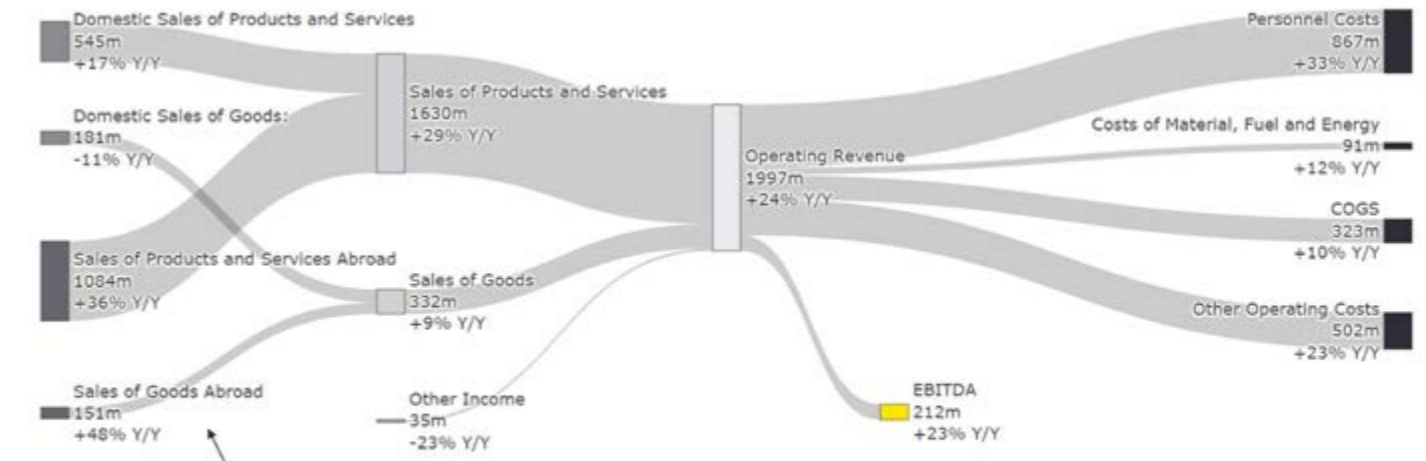 Domestic Sales of Products and Services
545m
+17% Y/Y
Domestic Sales of Goods:
181m
-11% Y/Y
Sales of Products and Services Abroad
1084m
+36% Y/Y
Sales of Goods Abroad
151m
+48% Y/Y
Sales of Products and Services
1630m
+29% Y/Y
Sales of Goods
332m
+9% Y/Y
Other Income
35m
-23% Y/Y
Operating Revenue
1997m
+24% Y/Y
EBITDA
212m
+23% Y/Y
Personnel Costs
867m
+33% Y/Y
Costs of Material, Fuel and Energy
91m
+12% Y/Y
COGS
323m
+10% Y/Y
Other Operating Costs
502m
+23% Y/Y